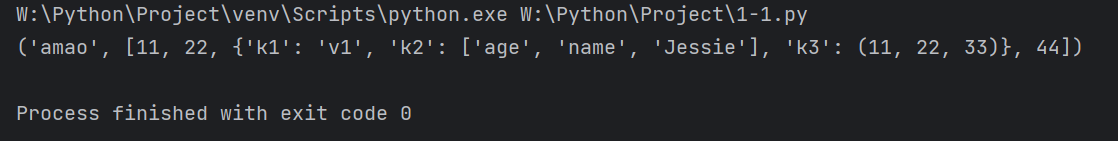 W:\Python\Project\venv\Scripts\python.exe W:\Python\Project\1-1.py
('amao', [11, 22, {'k1': 'v1', 'k2': ['age', 'name', 'Jessie'], 'k3': (11, 22, 33)}, 44])
Process finished with exit code 0